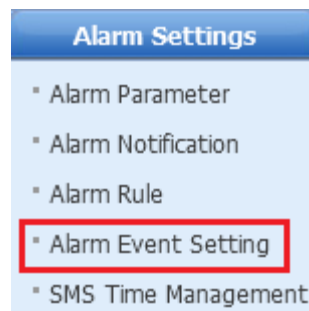 Alarm Settings
Alarm Parameter
Alarm Notification
Alarm Rule
Alarm Event Setting
SMS Time Management